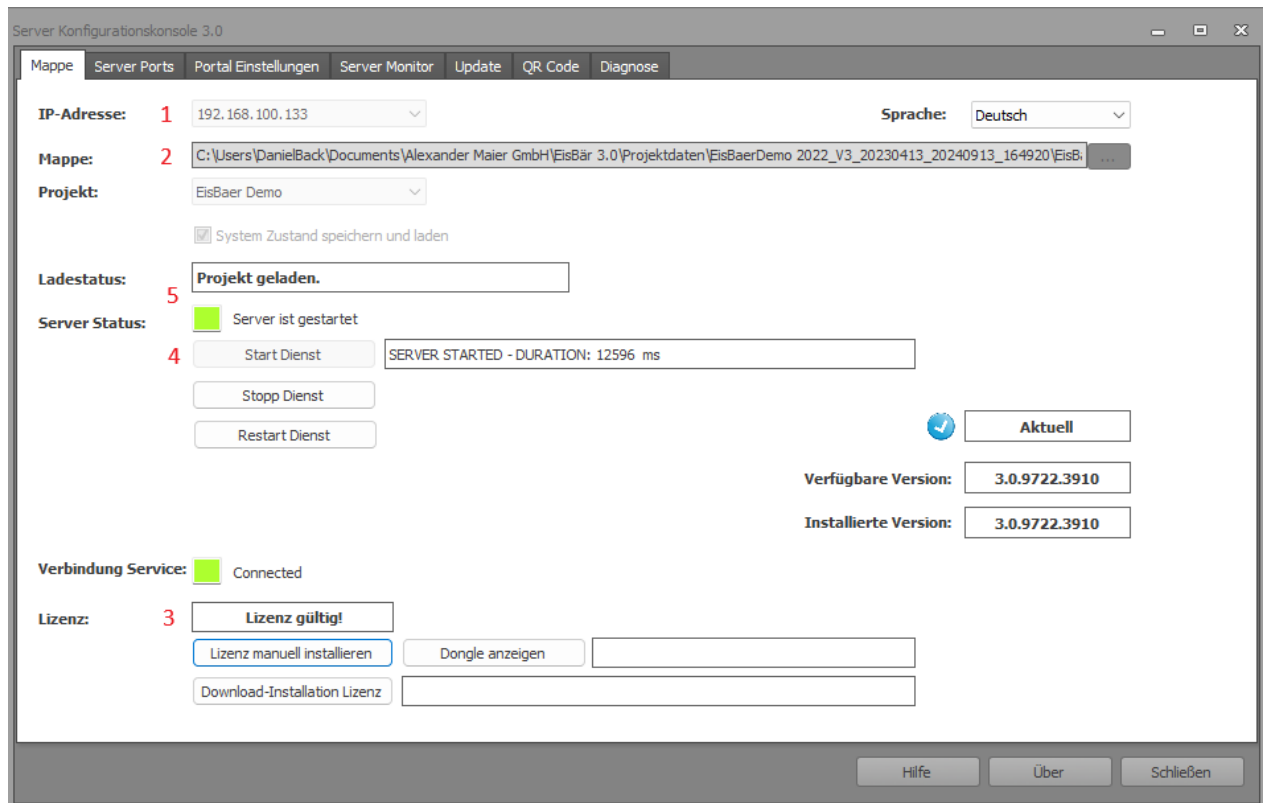 Server Konfigurationskonsole 3.0
Mappe Server Ports Portal Einstellungen Server Monitor Update QR Code Diagnose
IP-Adresse: 1 192.168.100.133 Sprache: Deutsch
Mappe: 2 C:\Users\DanielBack\Documents\Alexander Maier GmbH\EisBär 3.0\Projektdaten\EisBaerDemo 2022_V3_20230413_20240913_164920\EisB ...
Projekt: EisBaer Demo
System Zustand speichern und laden
Ladestatus: Projekt geladen.
5
Server Status: Server ist gestartet
4 Start Dienst SERVER STARTED - DURATION: 12596 ms
Stopp Dienst
Restart Dienst
Aktuell
Verfügbare Version: 3.0.9722.3910
Installierte Version: 3.0.9722.3910
Verbindung Service: Connected
Lizenz: 3 Lizenz gültig!
Lizenz manuell installieren Dongle anzeigen
Download-Installation Lizenz
Hilfe Über Schließen